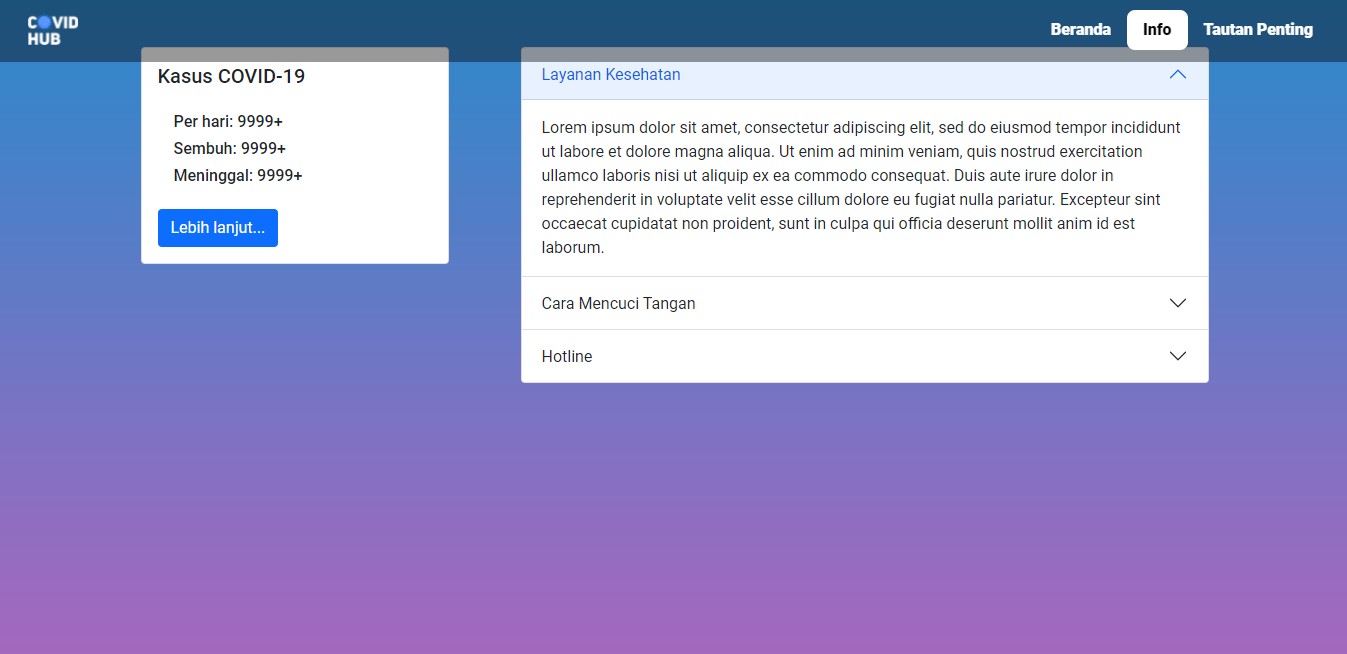 COVID
HUB
Beranda
Info
Tautan Penting
Kasus COVID-19
Per hari: 9999+
Sembuh: 9999+
Meninggal: 9999+
Lebih lanjut...
Layanan Kesehatan
Lorem ipsum dolor sit amet, consectetur adipiscing elit, sed do eiusmod tempor incididunt
ut labore et dolore magna aliqua. Ut enim ad minim veniam, quis nostrud exercitation
ullamco laboris nisi ut aliquip ex ea commodo consequat. Duis aute irure dolor in
reprehenderit in voluptate velit esse cillum dolore eu fugiat nulla pariatur. Excepteur sint
occaecat cupidatat non proident, sunt in culpa qui officia deserunt mollit anim id est
laborum.
Cara Mencuci Tangan
Hotline